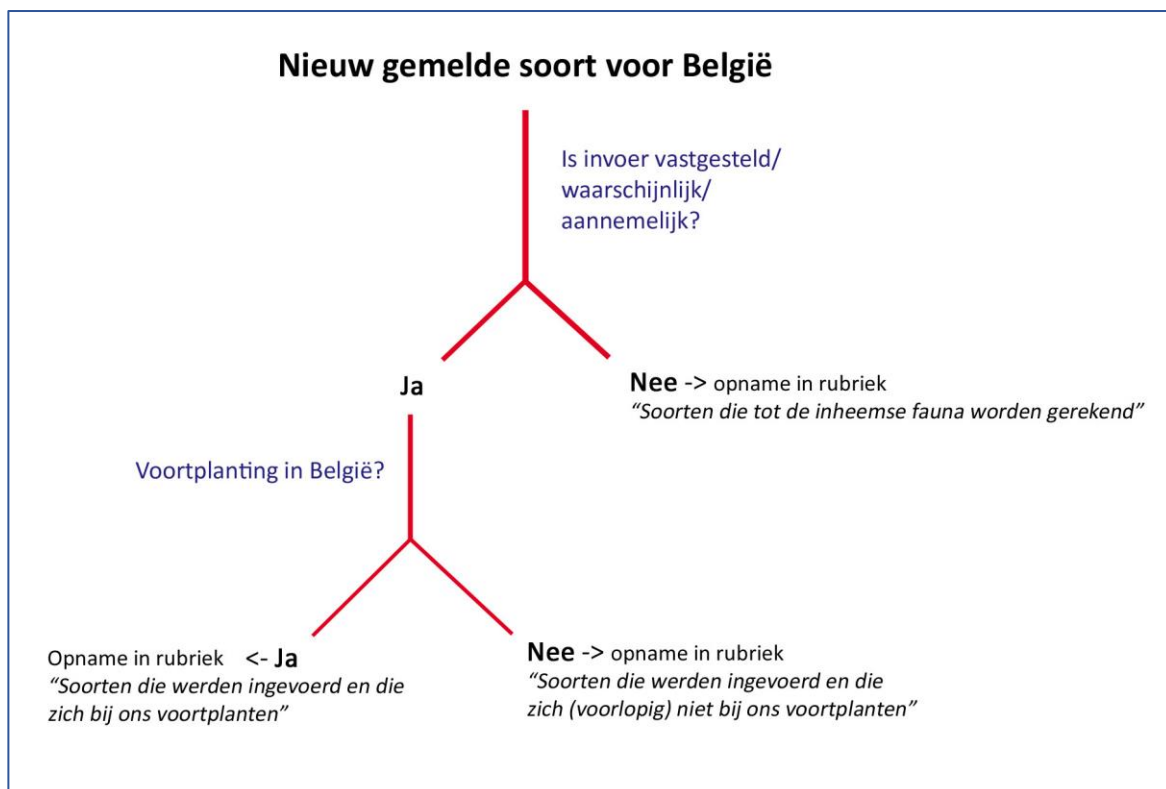 Nieuw gemelde soort voor België
Is invoer vastgesteld/
waarschijnlijk/
aannemelijk?
Ja
Nee -> opname in rubriek
“Soorten die tot de inheemse fauna worden gerekend”
Voortplanting in België?
Opname in rubriek <- Ja
“Soorten die werden ingevoerd en die
zich bij ons voortplanten”
Nee -> opname in rubriek
“Soorten die werden ingevoerd en die
zich (voorlopig) niet bij ons voortplanten”